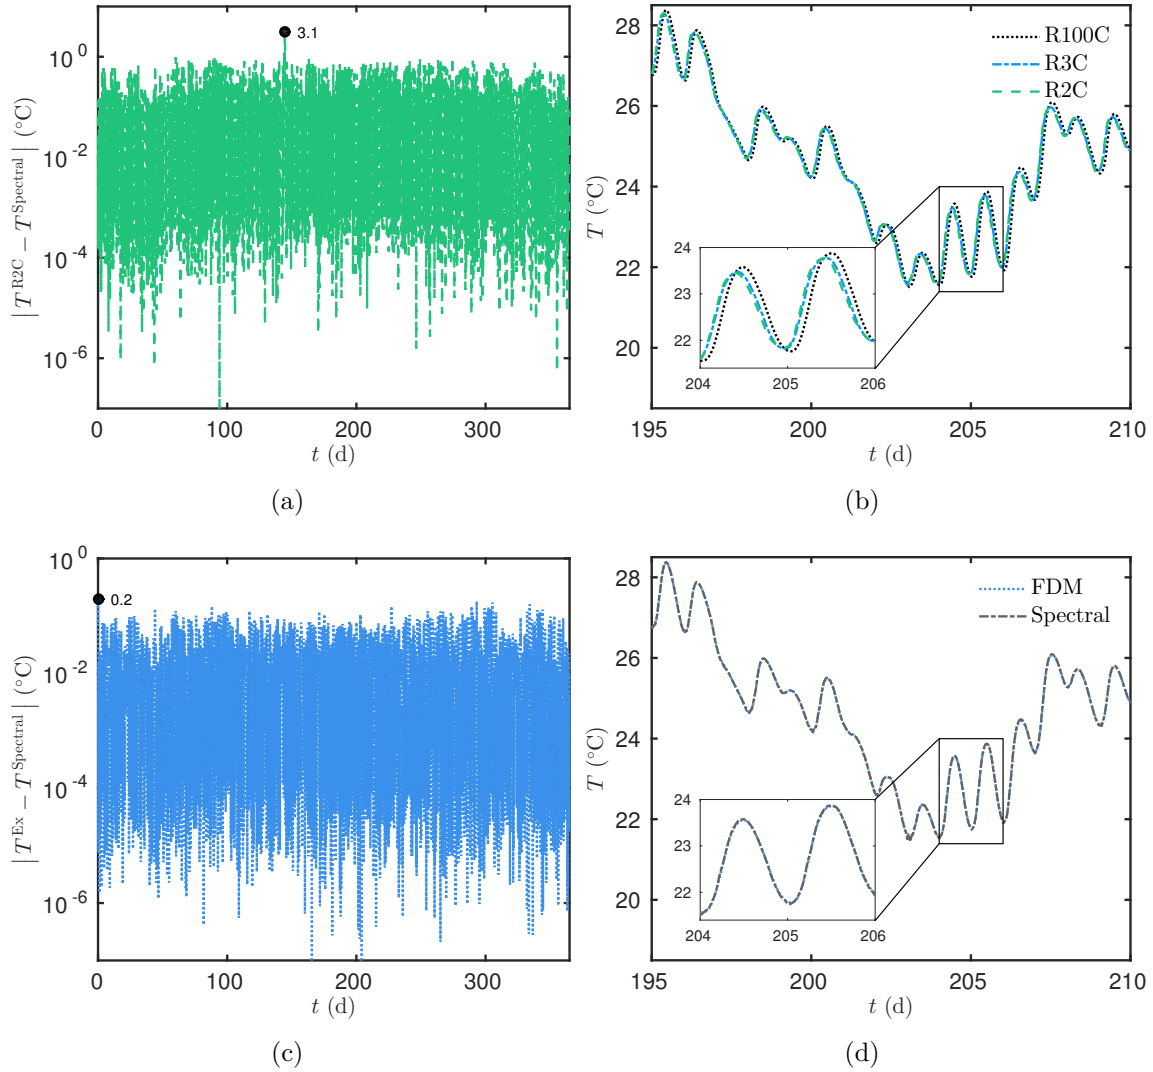 3.1
10^0
10^-2
10^-4
10^-6
| T^R2C − T^Spectral | (°C)
0 100 200 300
t (d)
(a)
R100C
R3C
R2C
28
26
24
22
20
T (°C)
24
23
22
204 205 206
195 200 205 210
t (d)
(b)
0.2
10^0
10^-2
10^-4
10^-6
| T^Ex − T^Spectral | (°C)
0 100 200 300
t (d)
(c)
FDM
Spectral
28
26
24
22
20
T (°C)
24
23
22
204 205 206
195 200 205 210
t (d)
(d)